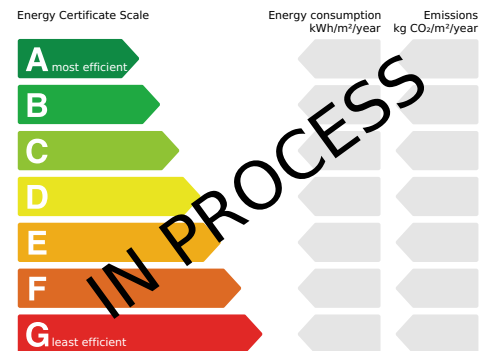 Energy Certificate Scale
Energy consumption
kWh/m²/year
Emissions
kg CO₂/m²/year
A most efficient
B
C
D
E
F
G least efficient
IN PROCESS